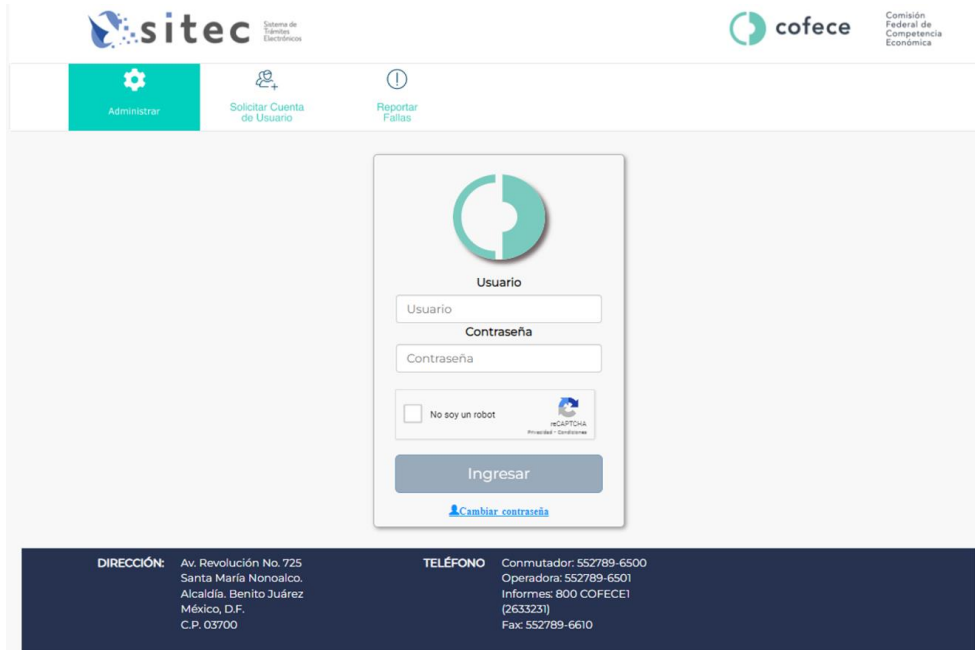 sitec
Sistema de
Trámites
Electrónicos
cofece
Comisión
Federal de
Competencia
Económica
Administrar
Solicitar Cuenta
de Usuario
Reportar
Fallas
Usuario
Usuario
Contraseña
Contraseña
No soy un robot
reCAPTCHA
Privacidad - Condiciones
Ingresar
Cambiar contraseña
DIRECCIÓN:
Av. Revolución No. 725
Santa María Nonoalco.
Alcaldía. Benito Juárez
México, D.F.
C.P. 03700
TELÉFONO
Conmutador: 552789-6500
Operadora: 552789-6501
Informes: 800 COFECE1
(2633231)
Fax: 552789-6610